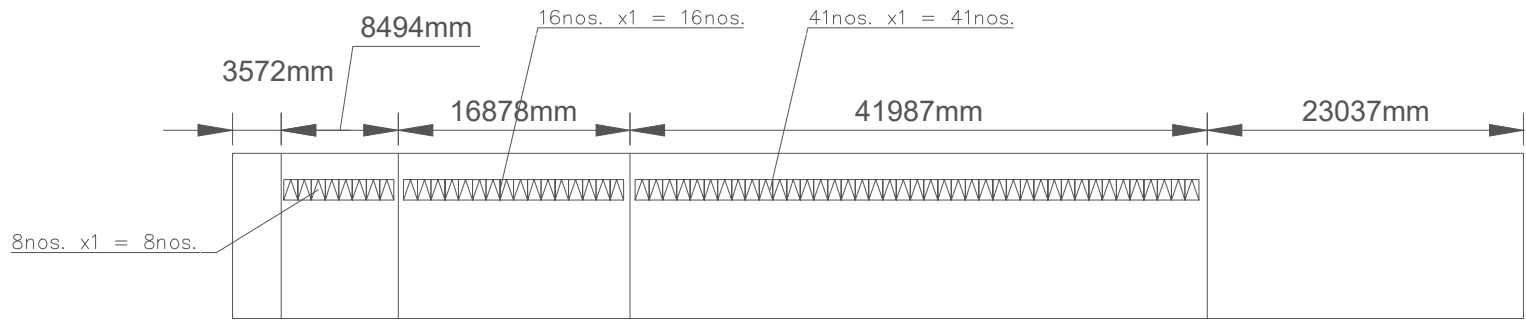 16nos. x1 = 16nos.
41nos. x1 = 41nos.
8494mm
3572mm
16878mm
41987mm
23037mm
8nos. x1 = 8nos.